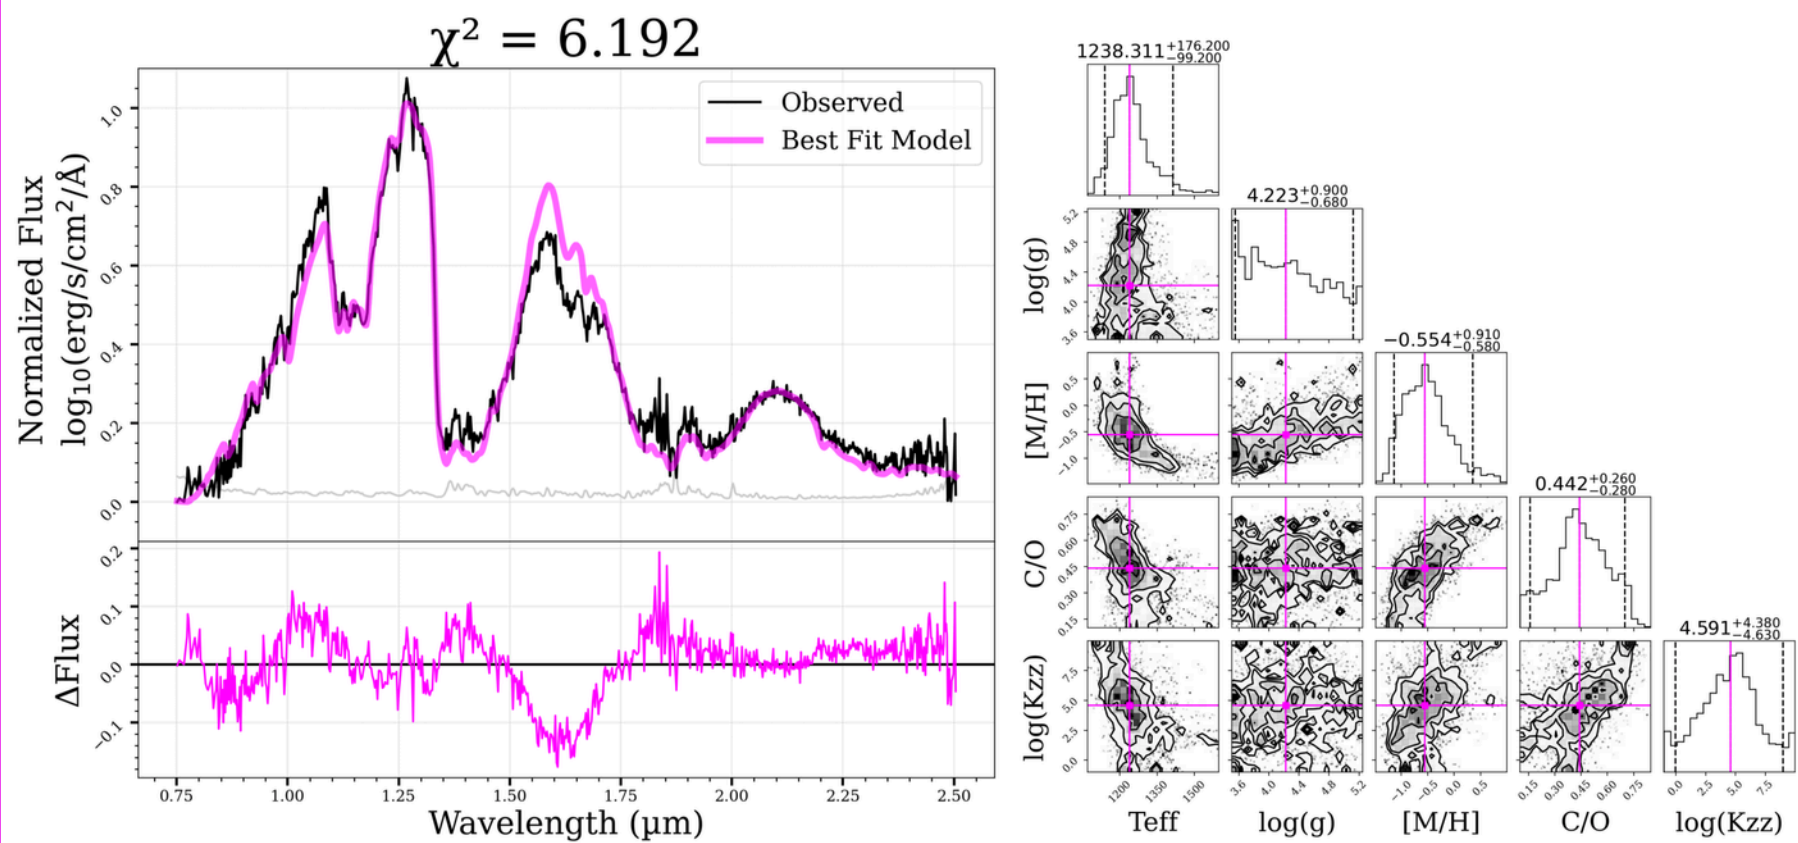 χ² = 6.192
Normalized Flux
log₁₀(erg/s/cm²/Å)
1.0
0.8
0.6
0.4
0.2
0.0
Observed
Best Fit Model
ΔFlux
0.2
0.1
0.0
−0.1
0.75 1.00 1.25 1.50 1.75 2.00 2.25 2.50
Wavelength (µm)
1238.311+176.200
−99.200
log(g)
5.2
4.8
4.4
4.0
3.6
4.223+0.900
−0.680
[M/H]
0.5
0.0
−0.5
−1.0
−0.554+0.910
−0.580
C/O
0.75
0.60
0.45
0.30
0.15
0.442+0.260
−0.280
log(Kzz)
7.5
5.0
2.5
0.0
4.591+4.380
−4.630
1200 1350 1500
3.6 4.0 4.4 4.8 5.2
−1.0 −0.5 0.0 0.5
0.15 0.30 0.45 0.60 0.75
0.0 2.5 5.0 7.5
Teff log(g) [M/H] C/O log(Kzz)